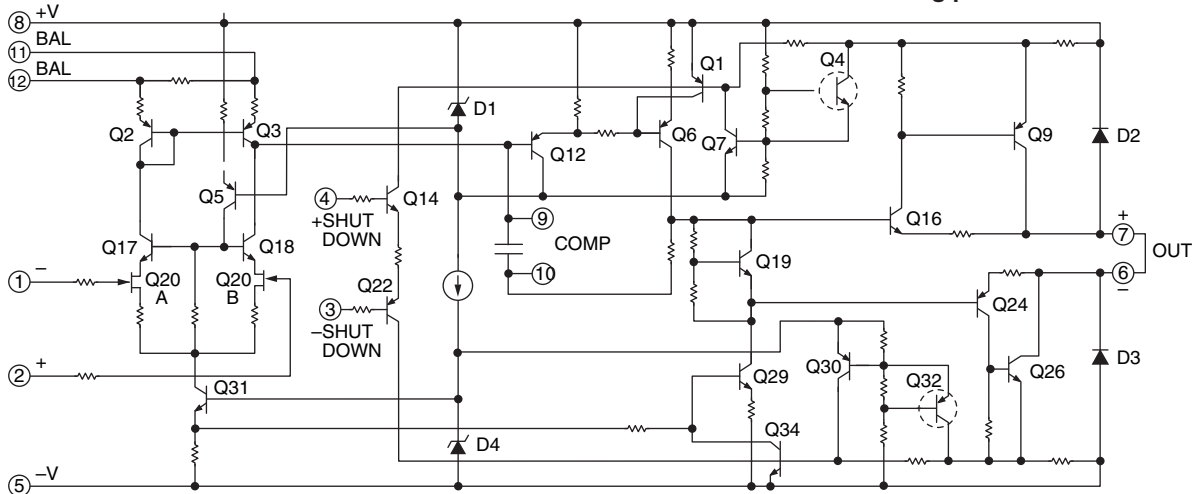 8 +V
11 BAL
12 BAL
Q1
Q4
D1
Q2
Q3
Q6
Q7
Q9
D2
Q12
Q5
4
Q14
+SHUT
DOWN
9
COMP
10
Q16
+
7
OUT
6
−
Q17
Q18
Q19
1 −
Q20
A
Q20
B
Q22
3
−SHUT
DOWN
Q24
D3
2 +
Q31
Q29
Q30
Q32
Q26
D4
Q34
5 −V